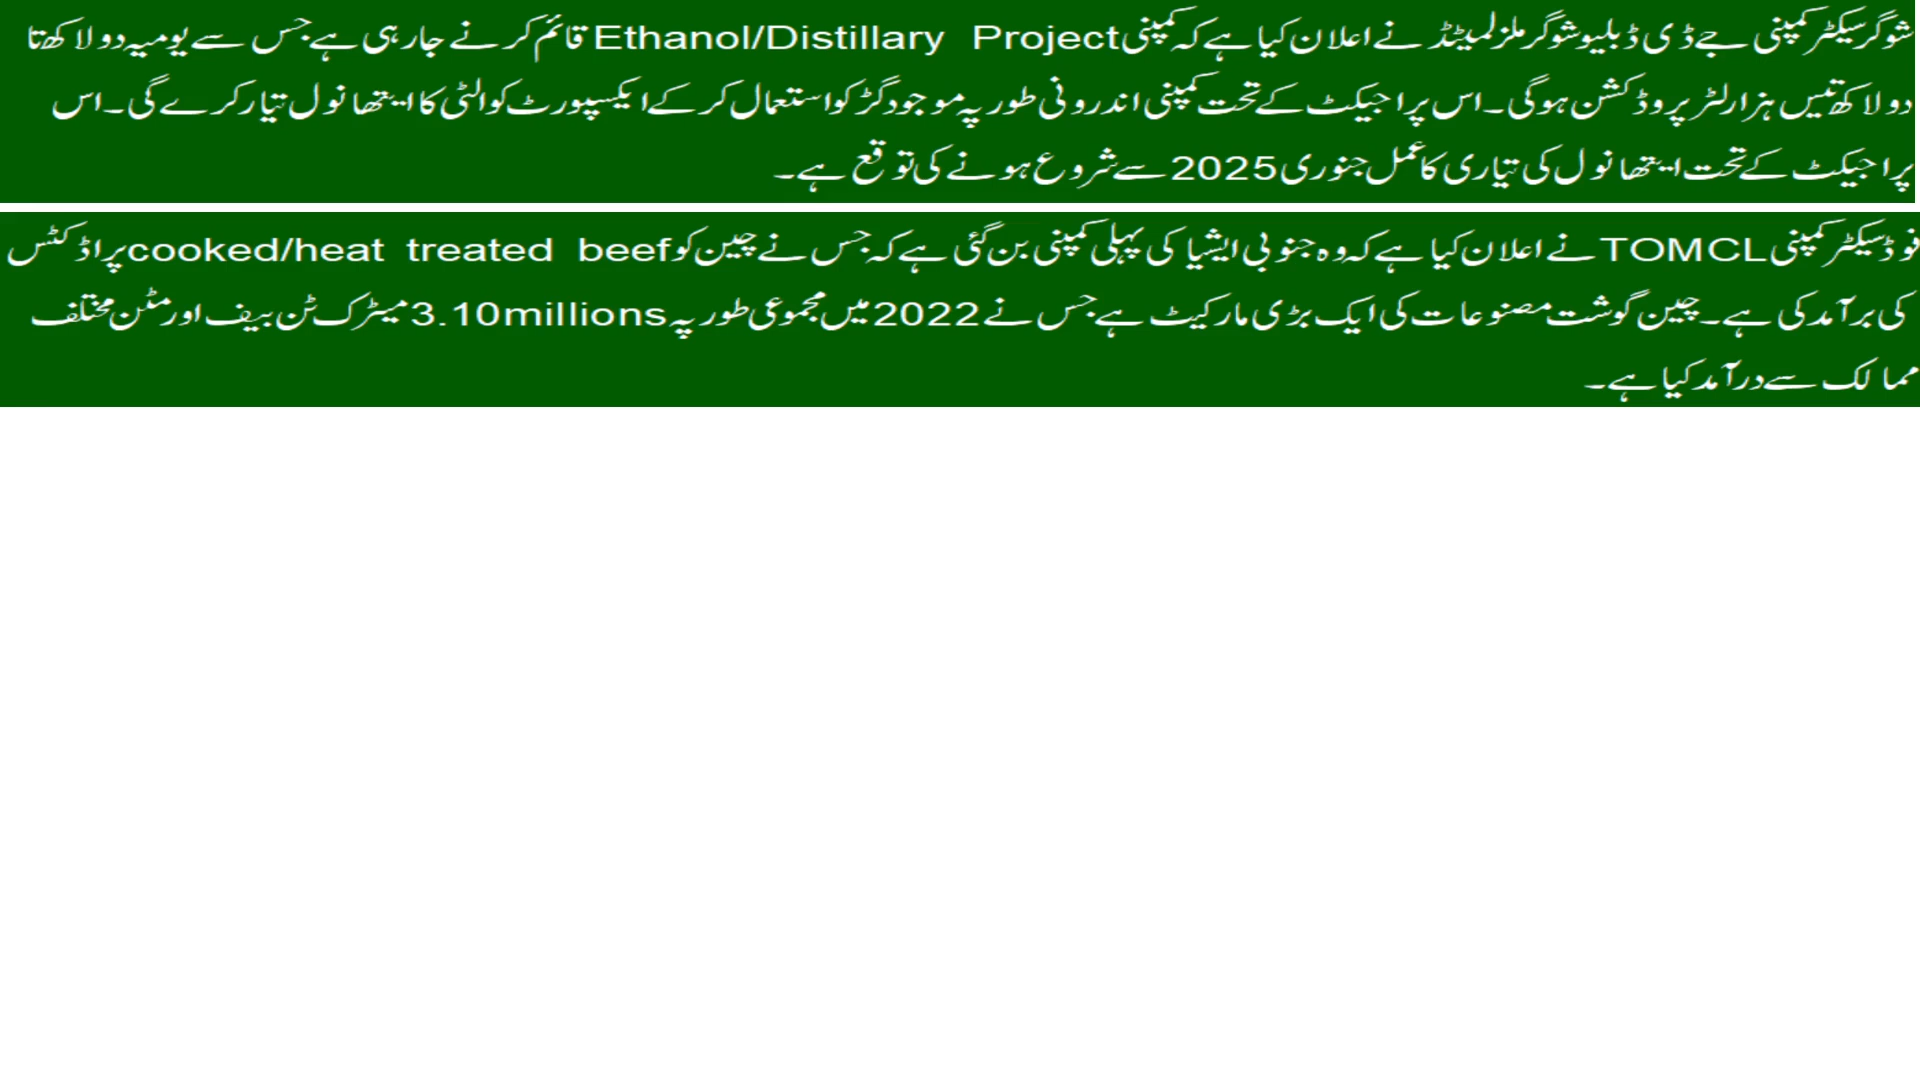 شوگر سیکٹر کمپنی جے ڈی ڈبلیو شوگر ملز لمیٹڈ نے اعلان کیا ہے کہ کمپنی Ethanol/Distillary Project قائم کرنے جارہی ہے جس سے یومیہ دو لاکھ تا
دو لاکھ تیس ہزار لٹر پروڈکشن ہوگی۔ اس پراجیکٹ کے تحت کمپنی اندرونی طور پہ موجود گڑ کو استعمال کر کے ایکسپورٹ کوالٹی کا ایتھانول تیار کرے گی۔ اس
پراجیکٹ کے تحت ایتھانول کی تیاری کا عمل جنوری 2025 سے شروع ہونے کی توقع ہے۔
فوڈ سیکٹر کمپنی TOMCL نے اعلان کیا ہے کہ وہ جنوبی ایشیا کی پہلی کمپنی بن گئی ہے کہ جس نے چین کو cooked/heat treated beef پراڈکٹس
کی برآمد کی ہے۔ چین گوشت مصنوعات کی ایک بڑی مارکیٹ ہے جس نے 2022 میں مجموعی طور پہ 3.10millions میٹرک ٹن بیف اور مٹن مختلف
ممالک سے درآمد کیا ہے۔